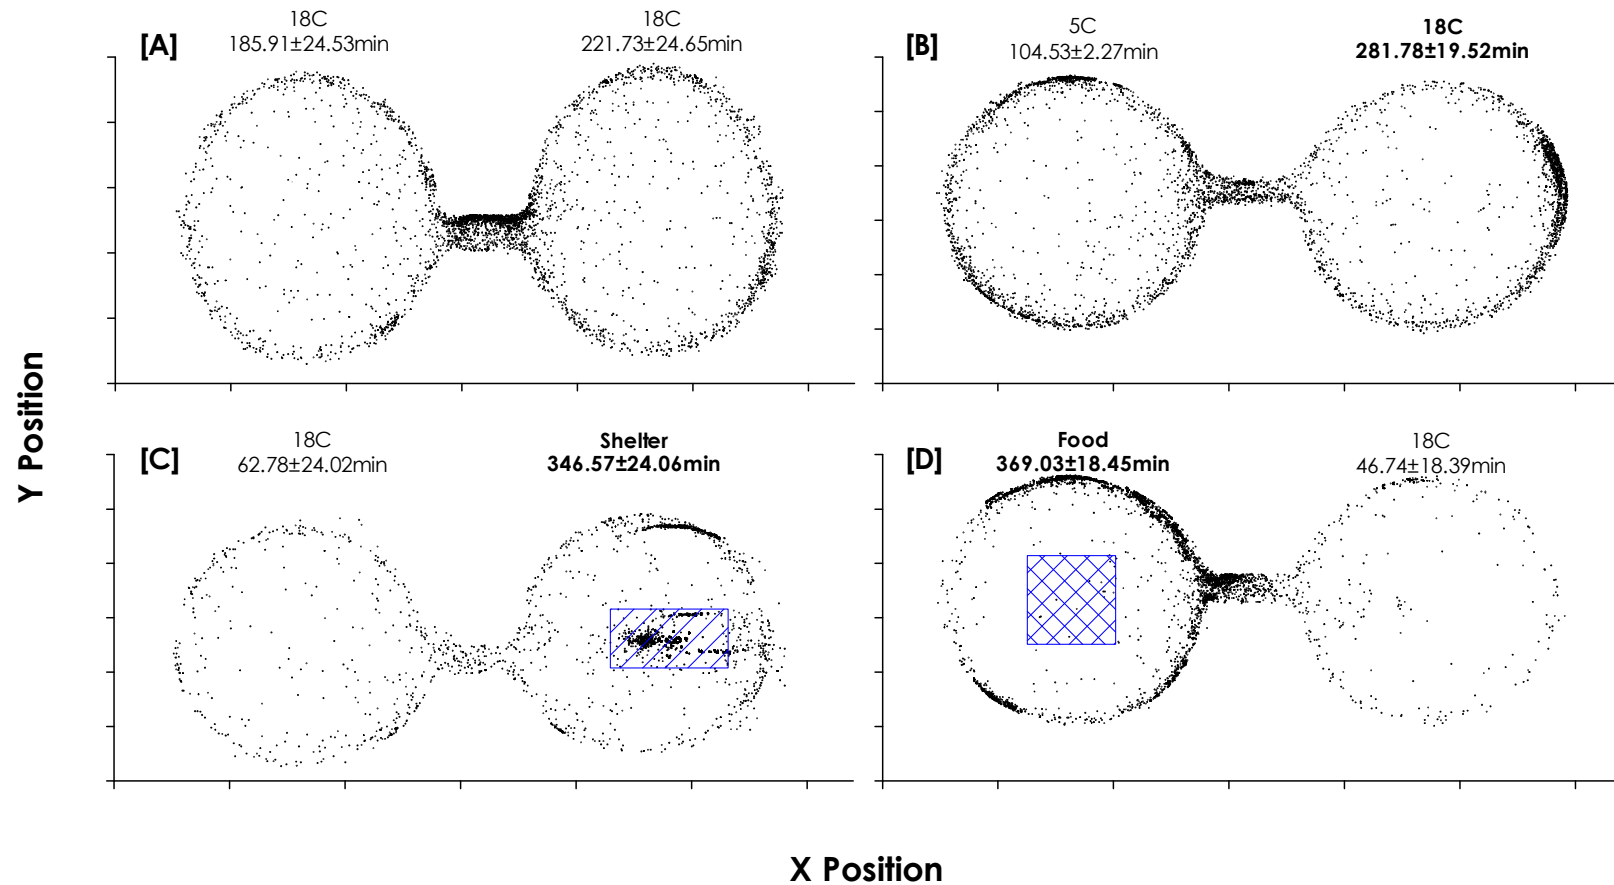 [A]
18C
185.91±24.53min
18C
221.73±24.65min
[B]
5C
104.53±2.27min
18C
281.78±19.52min
[C]
18C
62.78±24.02min
Shelter
346.57±24.06min
[D]
Food
369.03±18.45min
18C
46.74±18.39min
Y Position
X Position